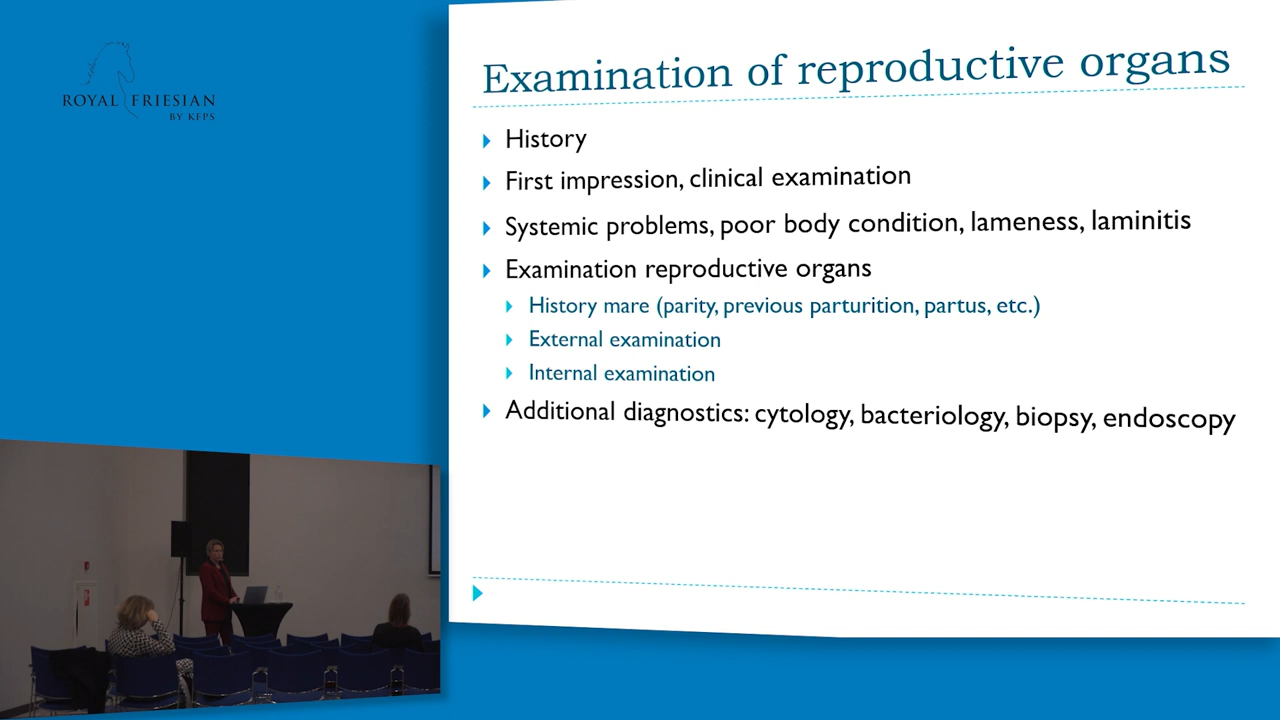 ROYAL FRIESIAN
BY KFPS
Examination of reproductive organs
History
First impression, clinical examination
Systemic problems, poor body condition, lameness, laminitis
Examination reproductive organs
History mare (parity, previous parturition, partus, etc.)
External examination
Internal examination
Additional diagnostics: cytology, bacteriology, biopsy, endoscopy